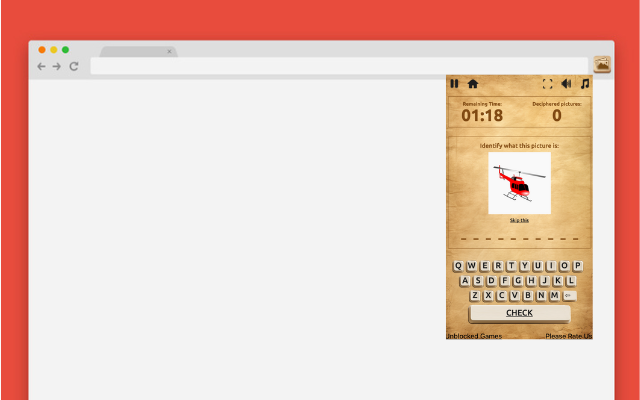 Remaining Time:
Deciphered pictures:
01:18
0
Identify what this picture is:
Skip this
Q W E R T Y U I O P
A S D F G H J K L
Z X C V B N M
CHECK
Unblocked Games
Please Rate Us